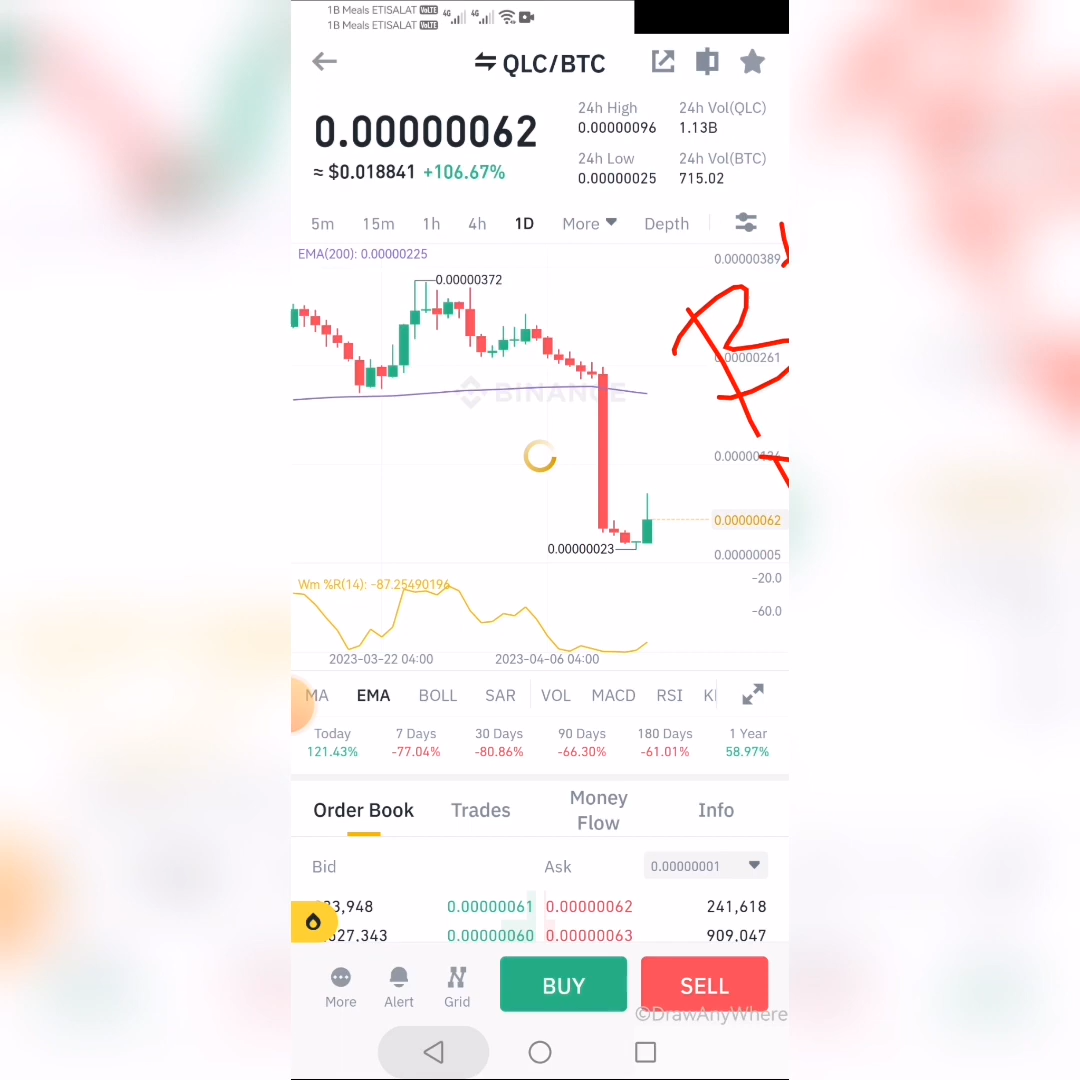 1B Meals ETISALAT VoLTE 4G 4G
1B Meals ETISALAT VoLTE
QLC/BTC
0.00000062
≈ $0.018841 +106.67%
24h High
0.00000096
24h Vol(QLC)
1.13B
24h Low
0.00000025
24h Vol(BTC)
715.02
5m 15m 1h 4h 1D More Depth
EMA(200): 0.00000225
0.00000389
0.00000372
0.00000261
BINANCE
0.00000062
0.00000023
0.00000005
Wm %R(14): -87.25490196
-20.0
-60.0
2023-03-22 04:00 2023-04-06 04:00
MA EMA BOLL SAR VOL MACD RSI
Today 7 Days 30 Days 90 Days 180 Days 1 Year
121.43% -77.04% -80.86% -66.30% -61.01% 58.97%
Order Book Trades Money Flow Info
Bid Ask 0.00000001
0.00000061 0.00000062 241,618
0.00000060 0.00000063 909,047
More Alert Grid BUY SELL
©DrawAnyWhere